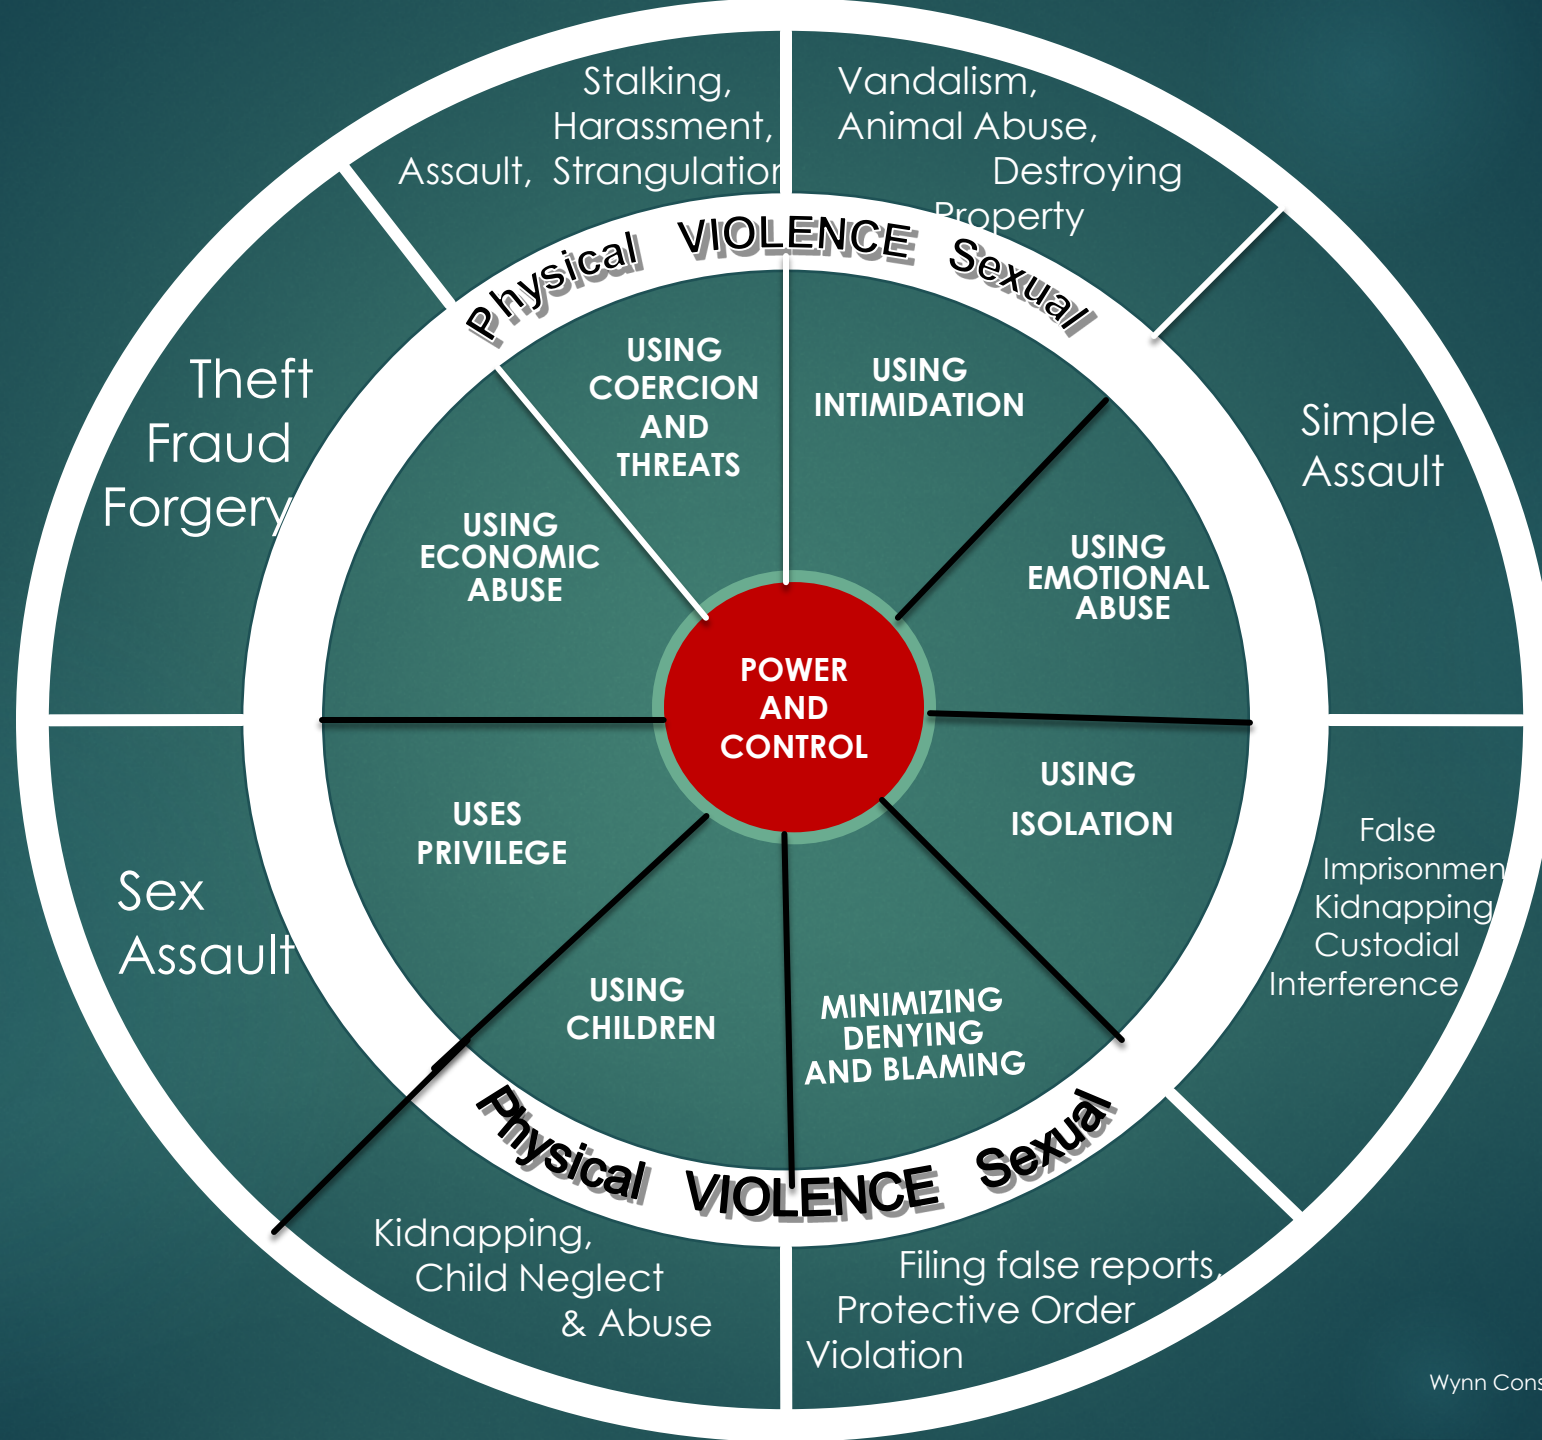 Stalking,
Harassment,
Assault, Strangulation
Vandalism,
Animal Abuse,
Destroying
Property
Physical VIOLENCE Sexual
Theft
Fraud
Forgery
USING
COERCION
AND
THREATS
USING
INTIMIDATION
Simple
Assault
USING
ECONOMIC
ABUSE
USING
EMOTIONAL
ABUSE
POWER
AND
CONTROL
USES
PRIVILEGE
USING
ISOLATION
Sex
Assault
False
Imprisonmen
Kidnapping
Custodial
Interference
USING
CHILDREN
MINIMIZING
DENYING
AND BLAMING
Physical VIOLENCE Sexual
Kidnapping,
Child Neglect
& Abuse
Filing false reports,
Protective Order
Violation
Wynn Cons